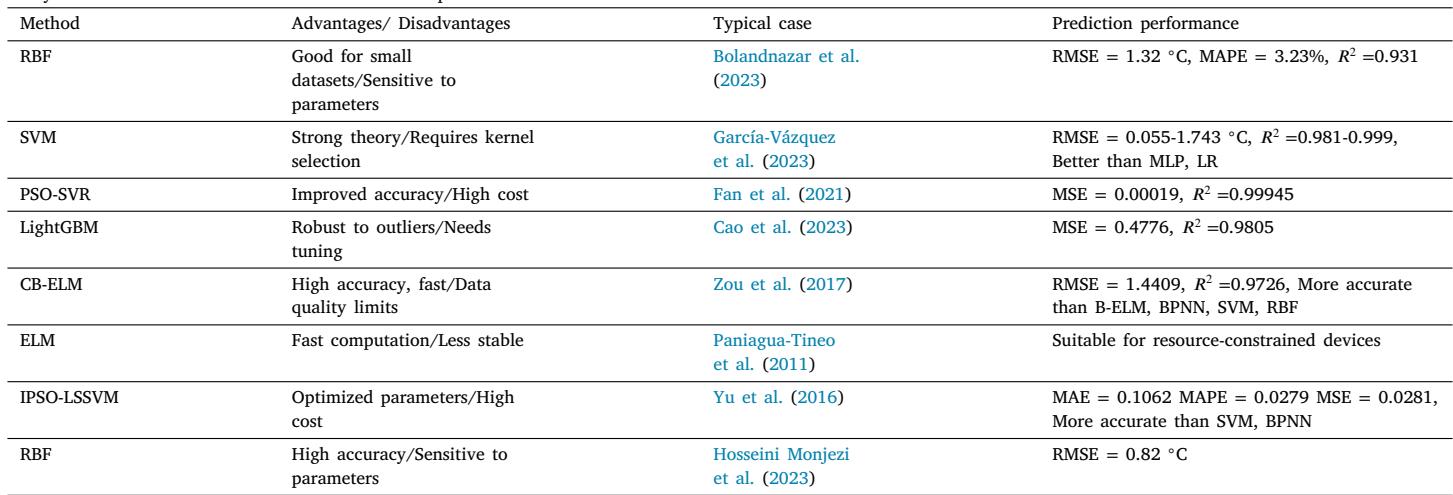 Method Advantages/ Disadvantages Typical case Prediction performance
RBF Good for small datasets/Sensitive to parameters Bolandnazar et al. (2023) RMSE = 1.32 °C, MAPE = 3.23%, R² =0.931
SVM Strong theory/Requires kernel selection García-Vázquez et al. (2023) RMSE = 0.055-1.743 °C, R² =0.981-0.999, Better than MLP, LR
PSO-SVR Improved accuracy/High cost Fan et al. (2021) MSE = 0.00019, R² =0.99945
LightGBM Robust to outliers/Needs tuning Cao et al. (2023) MSE = 0.4776, R² =0.9805
CB-ELM High accuracy, fast/Data quality limits Zou et al. (2017) RMSE = 1.4409, R² =0.9726, More accurate than B-ELM, BPNN, SVM, RBF
ELM Fast computation/Less stable Paniagua-Tineo et al. (2011) Suitable for resource-constrained devices
IPSO-LSSVM Optimized parameters/High cost Yu et al. (2016) MAE = 0.1062 MAPE = 0.0279 MSE = 0.0281, More accurate than SVM, BPNN
RBF High accuracy/Sensitive to parameters Hosseini Monjezi et al. (2023) RMSE = 0.82 °C